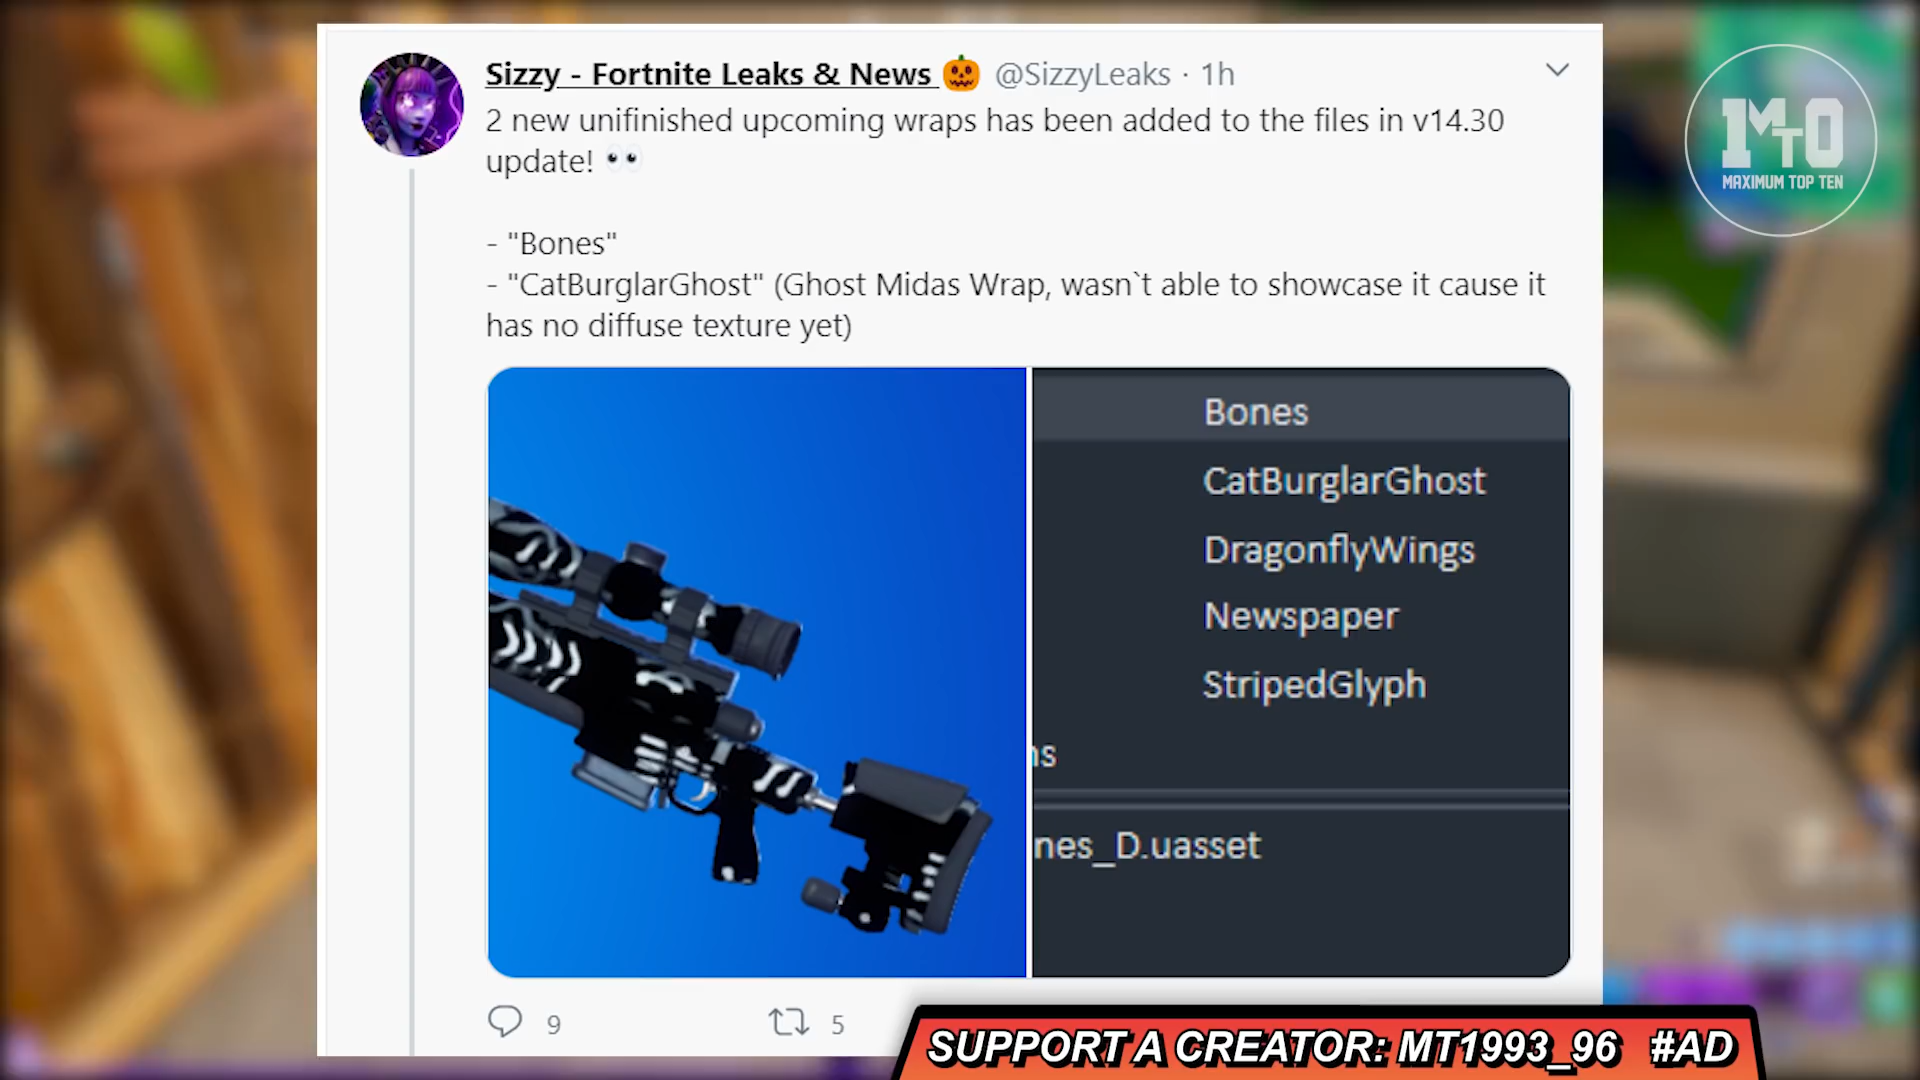 Sizzy - Fortnite Leaks & News 🎃 @SizzyLeaks · 1h
2 new unifinished upcoming wraps has been added to the files in v14.30
update! 👀
- "Bones"
- "CatBurglarGhost" (Ghost Midas Wrap, wasn`t able to showcase it cause it
has no diffuse texture yet)
Bones
CatBurglarGhost
DragonflyWings
Newspaper
StripedGlyph
ns
nes_D.uasset
9
5
MTO
MAXIMUM TOP TEN
SUPPORT A CREATOR: MT1993_96 #AD